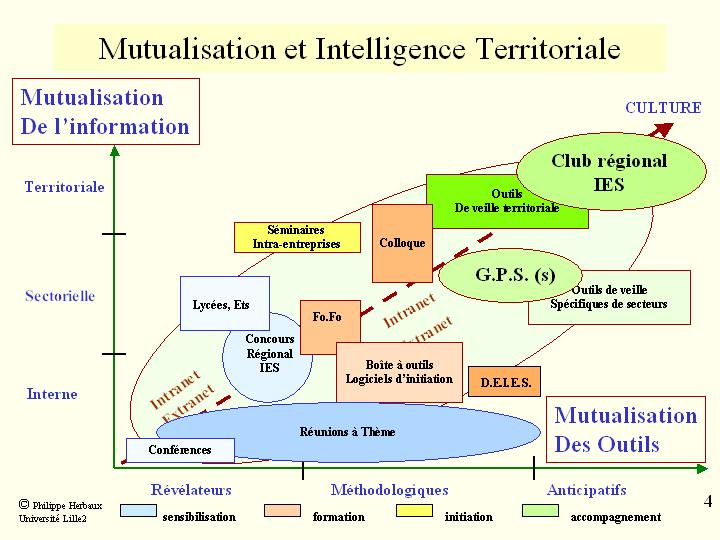 Mutualisation et Intelligence Territoriale
Mutualisation
De l'information
CULTURE
Club régional
IES
Territoriale
Outils
De veille territoriale
Séminaires
Intra-entreprises
Colloque
G.P.S. (s)
Sectorielle
Outils de veille
Spécifiques de secteurs
Lycées, Ets
Fo.Fo
Intranet
Extranet
Concours
Régional
IES
Boîte à outils
Logiciels d'initiation
D.E.I.E.S.
Interne
Intranet
Extranet
Mutualisation
Des Outils
Réunions à Thème
Conférences
Révélateurs
Méthodologiques
Anticipatifs
4
© Philippe Herbaux
Université Lille2
sensibilisation
formation
initiation
accompagnement